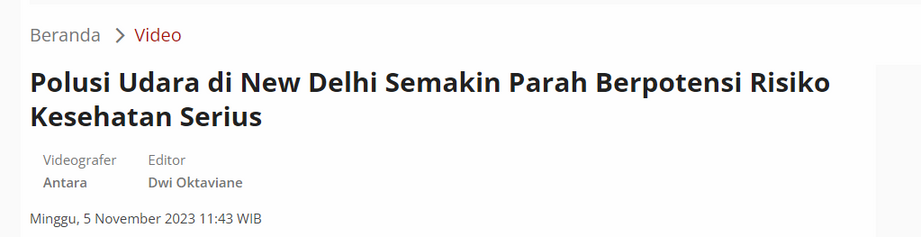 Beranda > Video
Polusi Udara di New Delhi Semakin Parah Berpotensi Risiko
Kesehatan Serius
Videografer Editor
Antara Dwi Oktaviane
Minggu, 5 November 2023 11:43 WIB